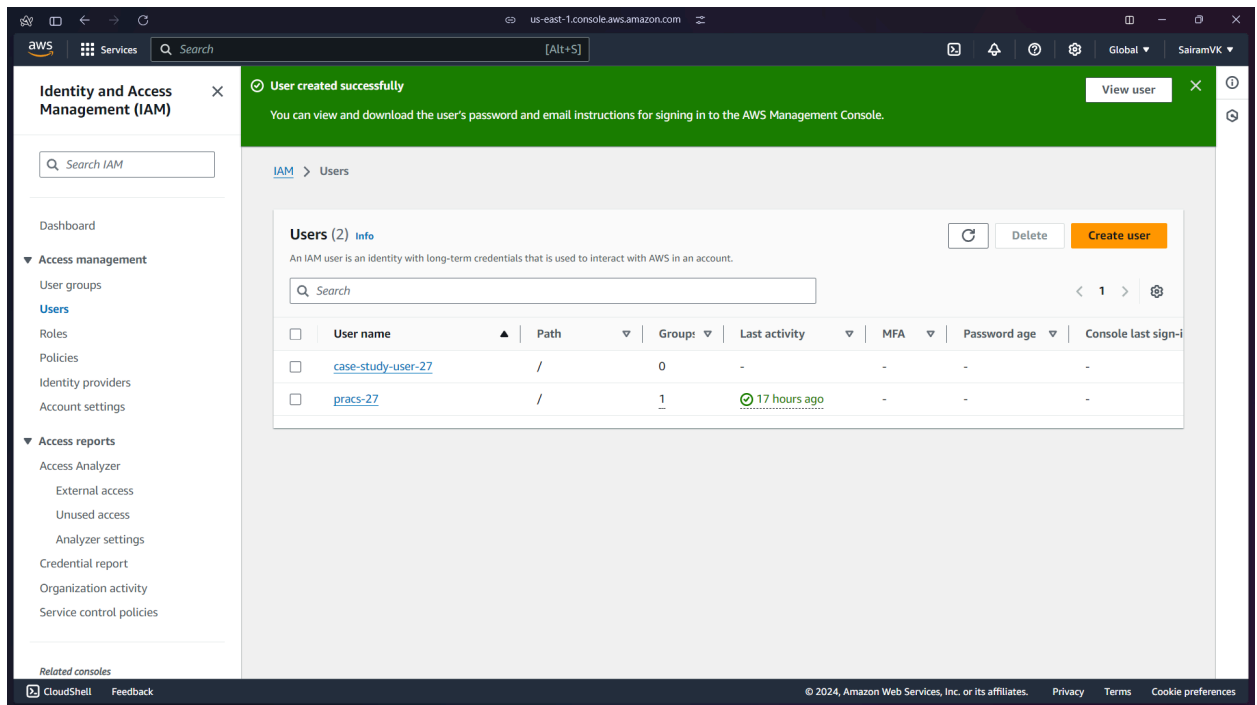 us-east-1.console.aws.amazon.com
aws
Services
Search
[Alt+S]
Global ▼
SairamVK ▼
Identity and Access
Management (IAM)
Search IAM
Dashboard
Access management
User groups
Users
Roles
Policies
Identity providers
Account settings
Access reports
Access Analyzer
External access
Unused access
Analyzer settings
Credential report
Organization activity
Service control policies
Related consoles
User created successfully
You can view and download the user's password and email instructions for signing in to the AWS Management Console.
View user
IAM > Users
Users (2) Info
Delete
Create user
An IAM user is an identity with long-term credentials that is used to interact with AWS in an account.
Search
1
User name Path Group: Last activity MFA Password age Console last sign-i
case-study-user-27 / 0 - - - -
pracs-27 / 1 17 hours ago - - -
CloudShell Feedback
© 2024, Amazon Web Services, Inc. or its affiliates. Privacy Terms Cookie preferences